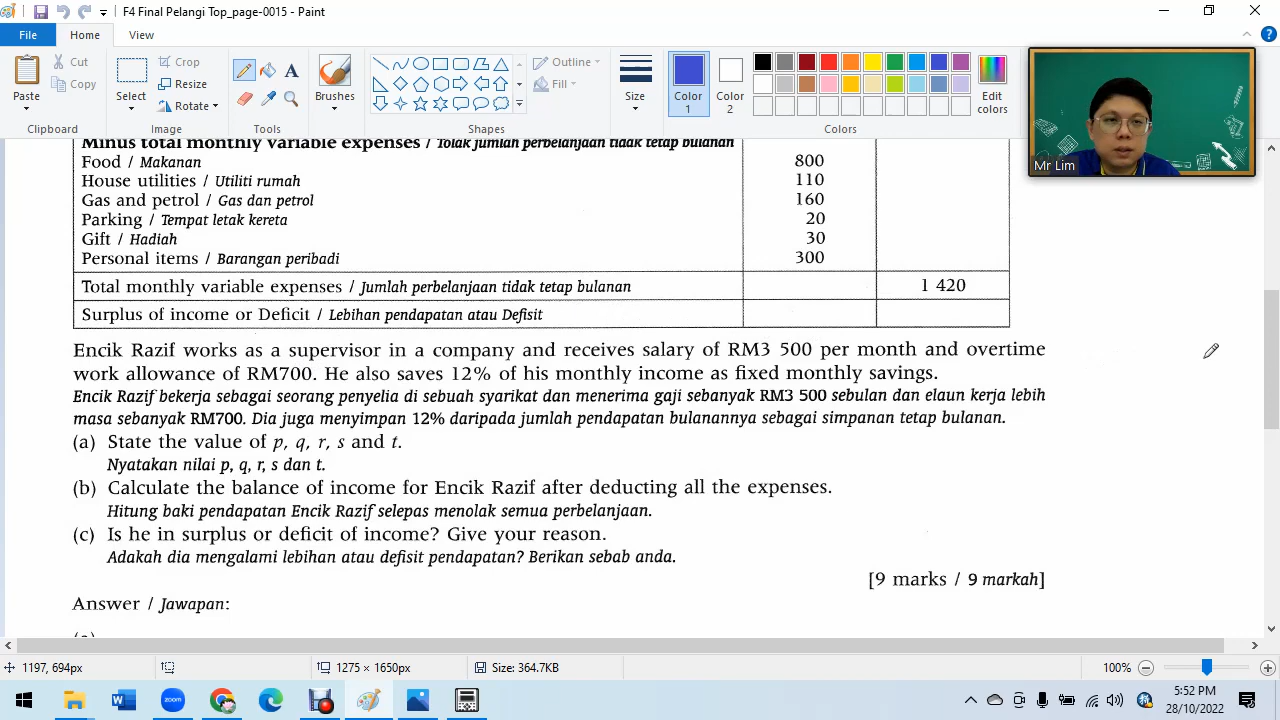 F4 Final Pelangi Top_page-0015 - Paint
File Home View
Paste Cut Copy
Clipboard
Select Crop Resize Rotate
Image
Tools
Brushes
Outline Fill
Shapes
Size
Color 1 Color 2 Edit colors
Colors
Mr Lim
Minus total monthly variable expenses / Tolak jumlah perbelanjaan tidak tetap bulanan
Food / Makanan 800
House utilities / Utiliti rumah 110
Gas and petrol / Gas dan petrol 160
Parking / Tempat letak kereta 20
Gift / Hadiah 30
Personal items / Barangan peribadi 300
Total monthly variable expenses / Jumlah perbelanjaan tidak tetap bulanan 1 420
Surplus of income or Deficit / Lebihan pendapatan atau Defisit
Encik Razif works as a supervisor in a company and receives salary of RM3 500 per month and overtime
work allowance of RM700. He also saves 12% of his monthly income as fixed monthly savings.
Encik Razif bekerja sebagai seorang penyelia di sebuah syarikat dan menerima gaji sebanyak RM3 500 sebulan dan elaun kerja lebih
masa sebanyak RM700. Dia juga menyimpan 12% daripada jumlah pendapatan bulanannya sebagai simpanan tetap bulanan.
(a) State the value of p, q, r, s and t.
Nyatakan nilai p, q, r, s dan t.
(b) Calculate the balance of income for Encik Razif after deducting all the expenses.
Hitung baki pendapatan Encik Razif selepas menolak semua perbelanjaan.
(c) Is he in surplus or deficit of income? Give your reason.
Adakah dia mengalami lebihan atau defisit pendapatan? Berikan sebab anda.
[9 marks / 9 markah]
Answer / Jawapan:
(a)
1197, 694px 1275 × 1650px Size: 364.7KB 100%
zoom
5:52 PM
28/10/2022